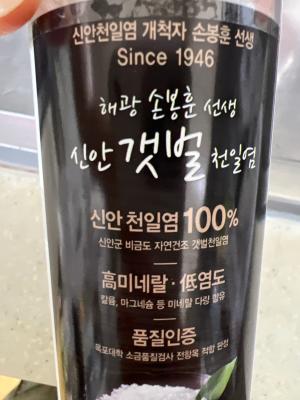 신안천일염 개척자 손봉훈 선생
Since 1946
해광 손봉훈 선생
신안 갯벌 천일염
신안 천일염 100%
신안군 비금도 자연건조 갯벌천일염
高미네랄·低염도
칼륨, 마그네슘 등 미네랄 다량 함유
품질인증
목포대학 소금품질검사 전항목 적합 판정